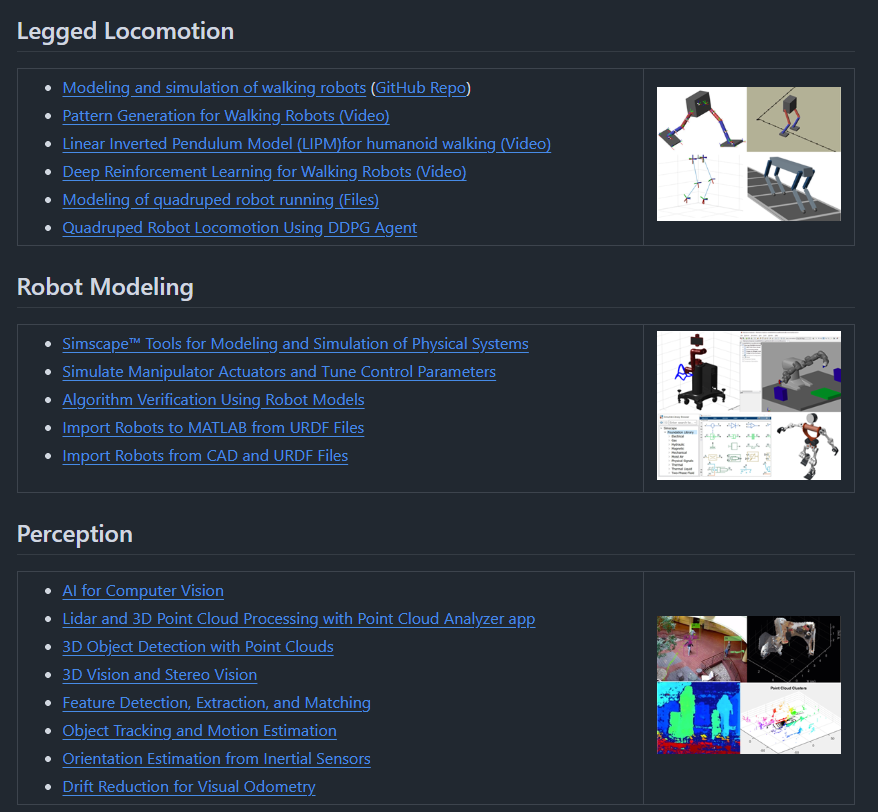 Legged Locomotion
Modeling and simulation of walking robots (GitHub Repo)
Pattern Generation for Walking Robots (Video)
Linear Inverted Pendulum Model (LIPM)for humanoid walking (Video)
Deep Reinforcement Learning for Walking Robots (Video)
Modeling of quadruped robot running (Files)
Quadruped Robot Locomotion Using DDPG Agent
Robot Modeling
Simscape™ Tools for Modeling and Simulation of Physical Systems
Simulate Manipulator Actuators and Tune Control Parameters
Algorithm Verification Using Robot Models
Import Robots to MATLAB from URDF Files
Import Robots from CAD and URDF Files
Perception
AI for Computer Vision
Lidar and 3D Point Cloud Processing with Point Cloud Analyzer app
3D Object Detection with Point Clouds
3D Vision and Stereo Vision
Feature Detection, Extraction, and Matching
Object Tracking and Motion Estimation
Orientation Estimation from Inertial Sensors
Drift Reduction for Visual Odometry
Point Cloud Clusters